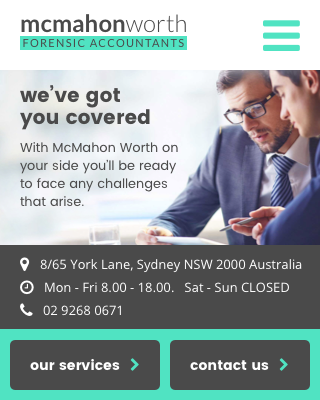 mcmahonworth
FORENSIC ACCOUNTANTS
we've got
you covered
With McMahon Worth on
your side you'll be ready
to face any challenges
that arise.
8/65 York Lane, Sydney NSW 2000 Australia
Mon - Fri 8.00 - 18.00. Sat - Sun CLOSED
02 9268 0671
our services
contact us